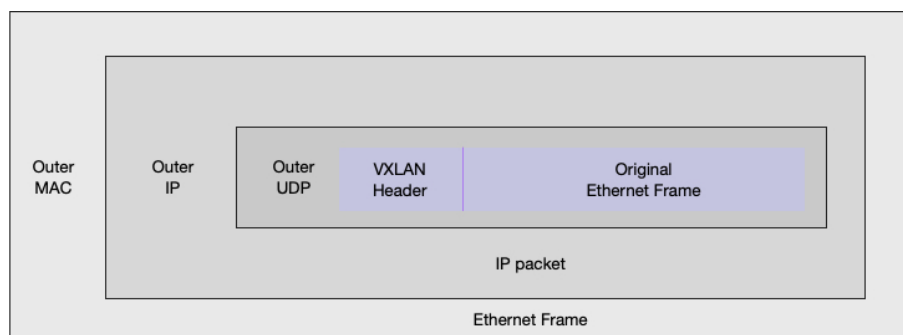 Outer
MAC
Outer
IP
Outer
UDP
VXLAN
Header
Original
Ethernet Frame
IP packet
Ethernet Frame